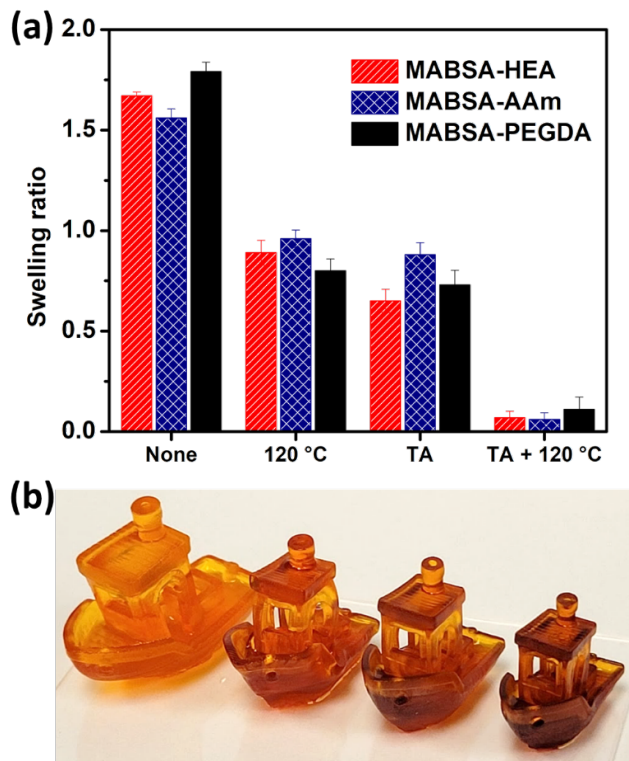 (a)
2.0
1.5
1.0
0.5
0.0
Swelling ratio
MABSA-HEA
MABSA-AAm
MABSA-PEGDA
None 120 °C TA TA + 120 °C
(b)